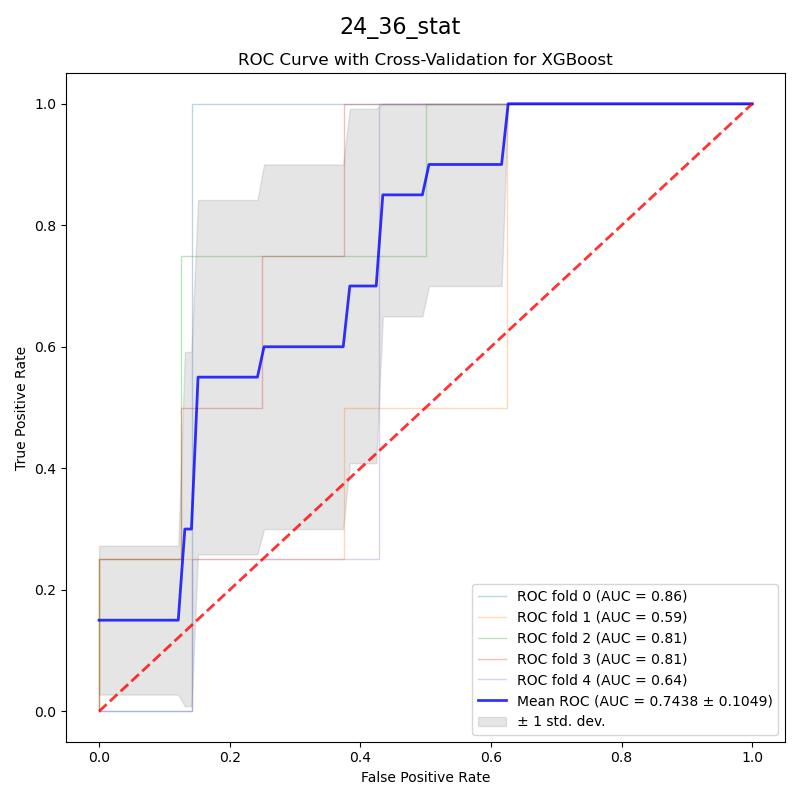 24_36_stat
ROC Curve with Cross-Validation for XGBoost
True Positive Rate
1.0
0.8
0.6
0.4
0.2
0.0
0.0 0.2 0.4 0.6 0.8 1.0
False Positive Rate
ROC fold 0 (AUC = 0.86)
ROC fold 1 (AUC = 0.59)
ROC fold 2 (AUC = 0.81)
ROC fold 3 (AUC = 0.81)
ROC fold 4 (AUC = 0.64)
Mean ROC (AUC = 0.7438 ± 0.1049)
± 1 std. dev.